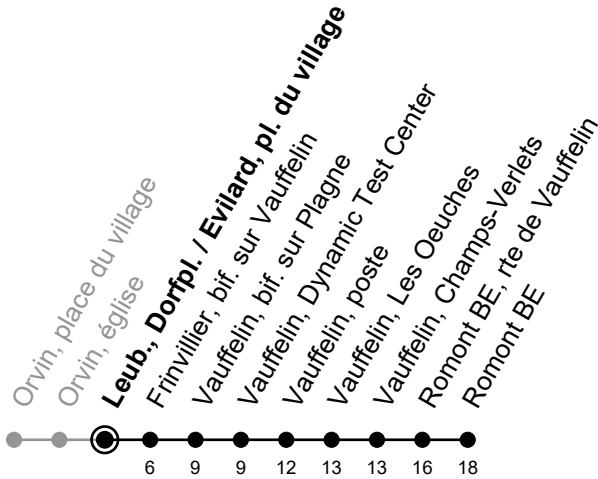 Orvin, place du village
Orvin, église
Leub., Dorfpl. / Evilard, pl. du village
Frinvillier, bif. sur Vauffelin
Vauffelin, bif. sur Plagne
Vauffelin, Dynamic Test Center
Vauffelin, poste
Vauffelin, Les Oeuches
Vauffelin, Champs-Verlets
Romont BE, rte de Vauffelin
Romont BE
6 9 9 12 13 13 16 18